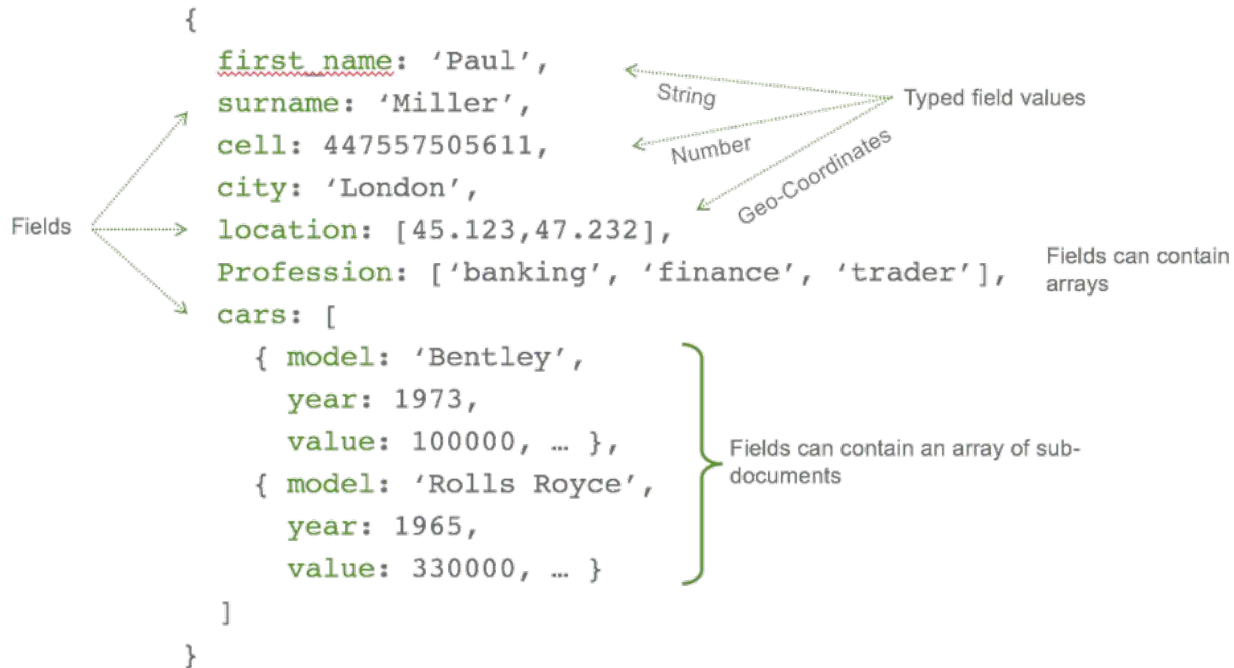 {
first_name: ‘Paul’,
surname: ‘Miller’,
cell: 447557505611,
city: ‘London’,
location: [45.123,47.232],
Profession: [‘banking’, ‘finance’, ‘trader’],
cars: [
{ model: ‘Bentley’,
year: 1973,
value: 100000, … },
{ model: ‘Rolls Royce’,
year: 1965,
value: 330000, … }
]
}
Fields
String
Number
Geo-Coordinates
Typed field values
Fields can contain
arrays
Fields can contain an array of sub-
documents